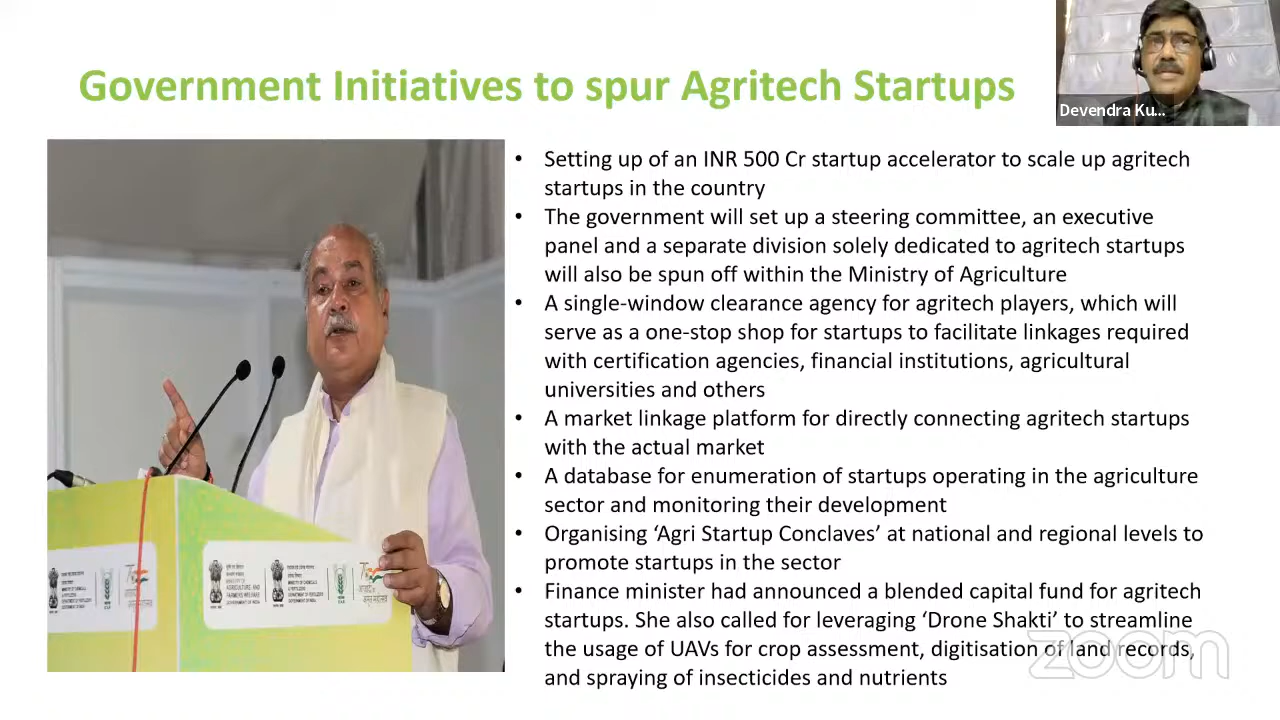 Government Initiatives to spur Agritech Startups
Devendra Ku...
• Setting up of an INR 500 Cr startup accelerator to scale up agritech
startups in the country
• The government will set up a steering committee, an executive
panel and a separate division solely dedicated to agritech startups
will also be spun off within the Ministry of Agriculture
• A single-window clearance agency for agritech players, which will
serve as a one-stop shop for startups to facilitate linkages required
with certification agencies, financial institutions, agricultural
universities and others
• A market linkage platform for directly connecting agritech startups
with the actual market
• A database for enumeration of startups operating in the agriculture
sector and monitoring their development
• Organising ‘Agri Startup Conclaves’ at national and regional levels to
promote startups in the sector
• Finance minister had announced a blended capital fund for agritech
startups. She also called for leveraging ‘Drone Shakti’ to streamline
the usage of UAVs for crop assessment, digitisation of land records,
and spraying of insecticides and nutrients
zoom